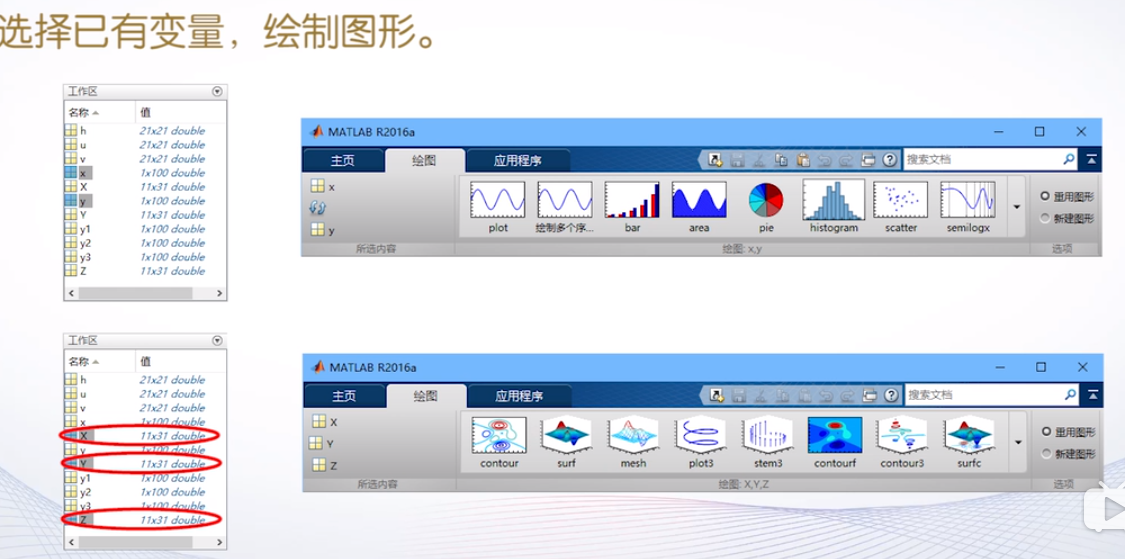 选择已有变量，绘制图形。
工作区
名称 值
h 21x21 double
u 21x21 double
v 21x21 double
x 1x100 double
X 11x31 double
y 1x100 double
Y 11x31 double
y1 1x100 double
y2 1x100 double
y3 1x100 double
Z 11x31 double
MATLAB R2016a
主页 绘图 应用程序 搜索文档
x
y
plot 绘制多个序... bar area pie histogram scatter semilogx
重用图形
新建图形
所选内容 绘图: x,y 选项
工作区
名称 值
h 21x21 double
u 21x21 double
v 21x21 double
x 1x100 double
X 11x31 double
y 1x100 double
Y 11x31 double
y1 1x100 double
y2 1x100 double
y3 1x100 double
Z 11x31 double
MATLAB R2016a
主页 绘图 应用程序 搜索文档
X
Y
Z
contour surf mesh plot3 stem3 contourf contour3 surfc
重用图形
新建图形
所选内容 绘图: X,Y,Z 选项